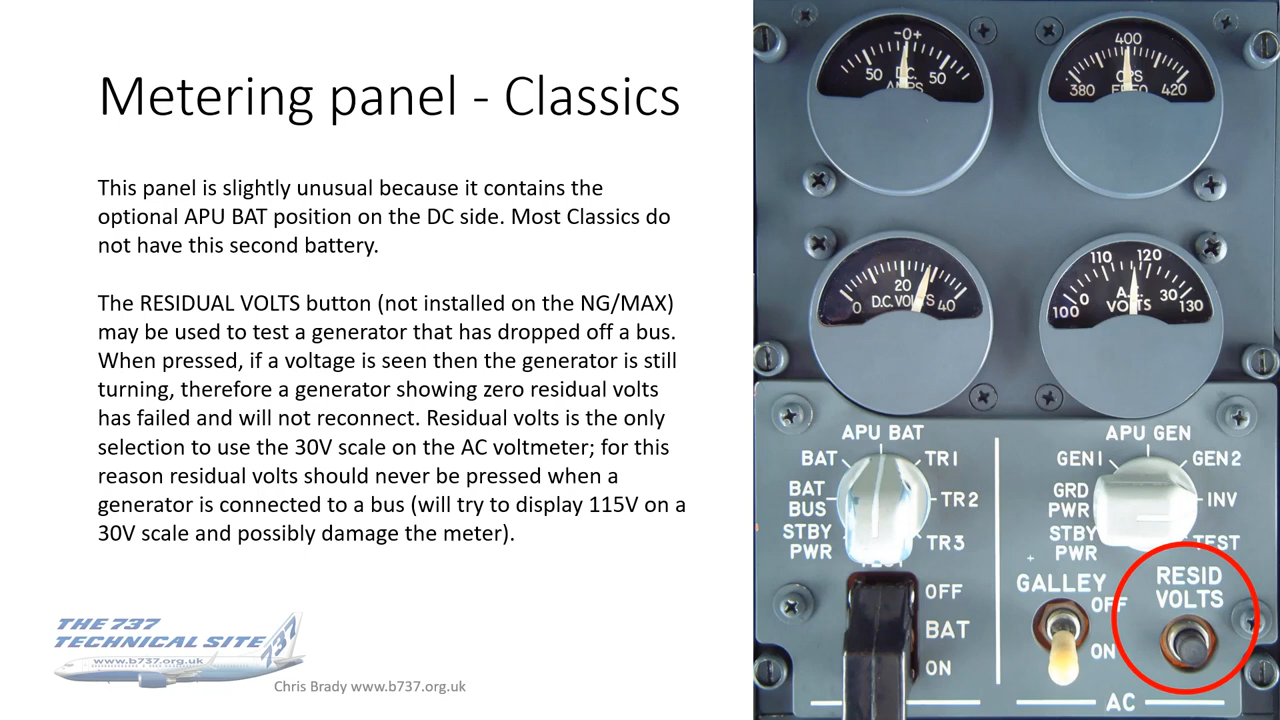 Metering panel - Classics
This panel is slightly unusual because it contains the
optional APU BAT position on the DC side. Most Classics do
not have this second battery.
The RESIDUAL VOLTS button (not installed on the NG/MAX)
may be used to test a generator that has dropped off a bus.
When pressed, if a voltage is seen then the generator is still
turning, therefore a generator showing zero residual volts
has failed and will not reconnect. Residual volts is the only
selection to use the 30V scale on the AC voltmeter; for this
reason residual volts should never be pressed when a
generator is connected to a bus (will try to display 115V on a
30V scale and possibly damage the meter).
THE 737
TECHNICAL SITE
www.b737.org.uk
737
Chris Brady www.b737.org.uk
-0+
50 D.C. 50
AMPS
400
380 CPS 420
FREQ
20
0 D.C. VOLTS 40
110 120
100 0 A.C. 30 130
VOLTS
APU BAT
BAT TR1
BAT
BUS
TR2
STBY
PWR
TR3
TEST
OFF
BAT
ON
APU GEN
GEN1 GEN2
GRD
PWR
INV
STBY
PWR
TEST
GALLEY
OFF
ON
RESID
VOLTS
AC